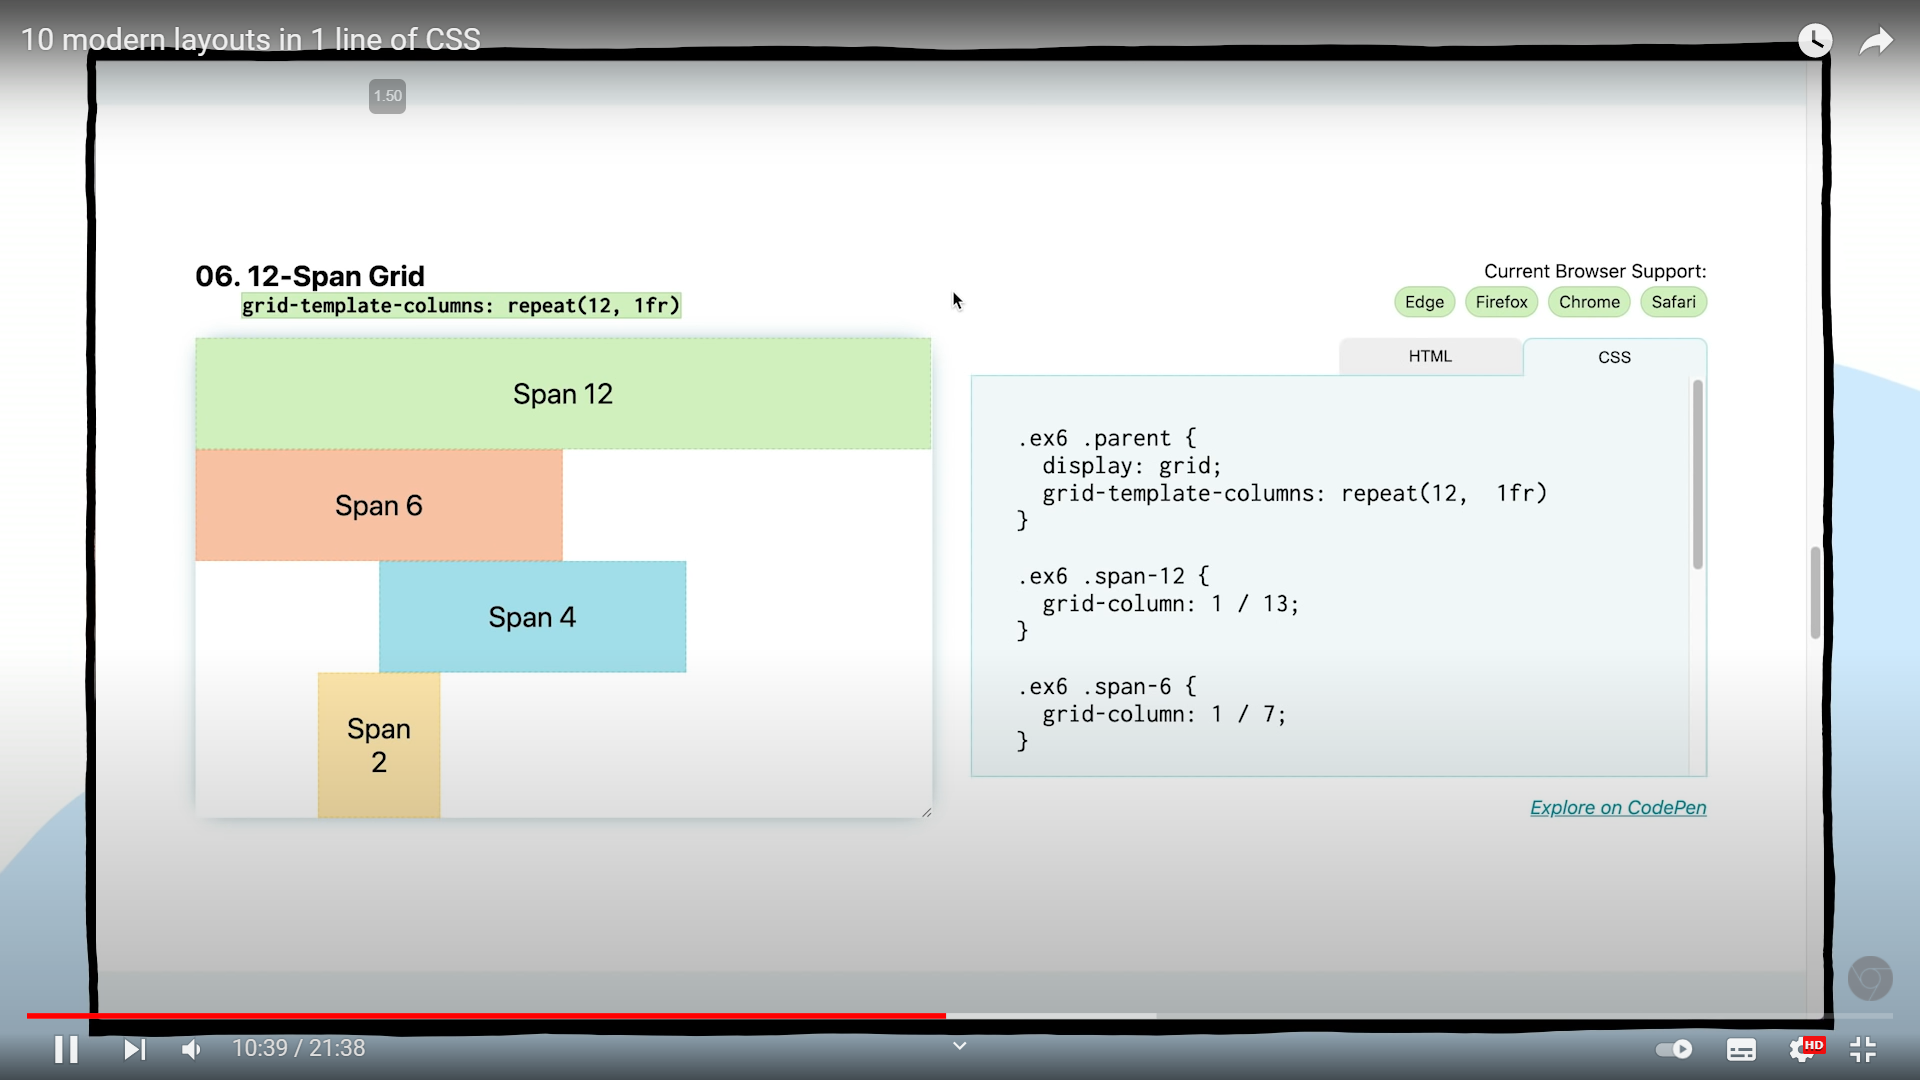 10 modern layouts in 1 line of CSS
1.50
06. 12-Span Grid
grid-template-columns: repeat(12, 1fr)
Current Browser Support:
Edge Firefox Chrome Safari
HTML CSS
Span 12
Span 6
Span 4
Span
2
.ex6 .parent {
  display: grid;
  grid-template-columns: repeat(12,  1fr)
}
.ex6 .span-12 {
  grid-column: 1 / 13;
}
.ex6 .span-6 {
  grid-column: 1 / 7;
}
Explore on CodePen
10:39 / 21:38
HD